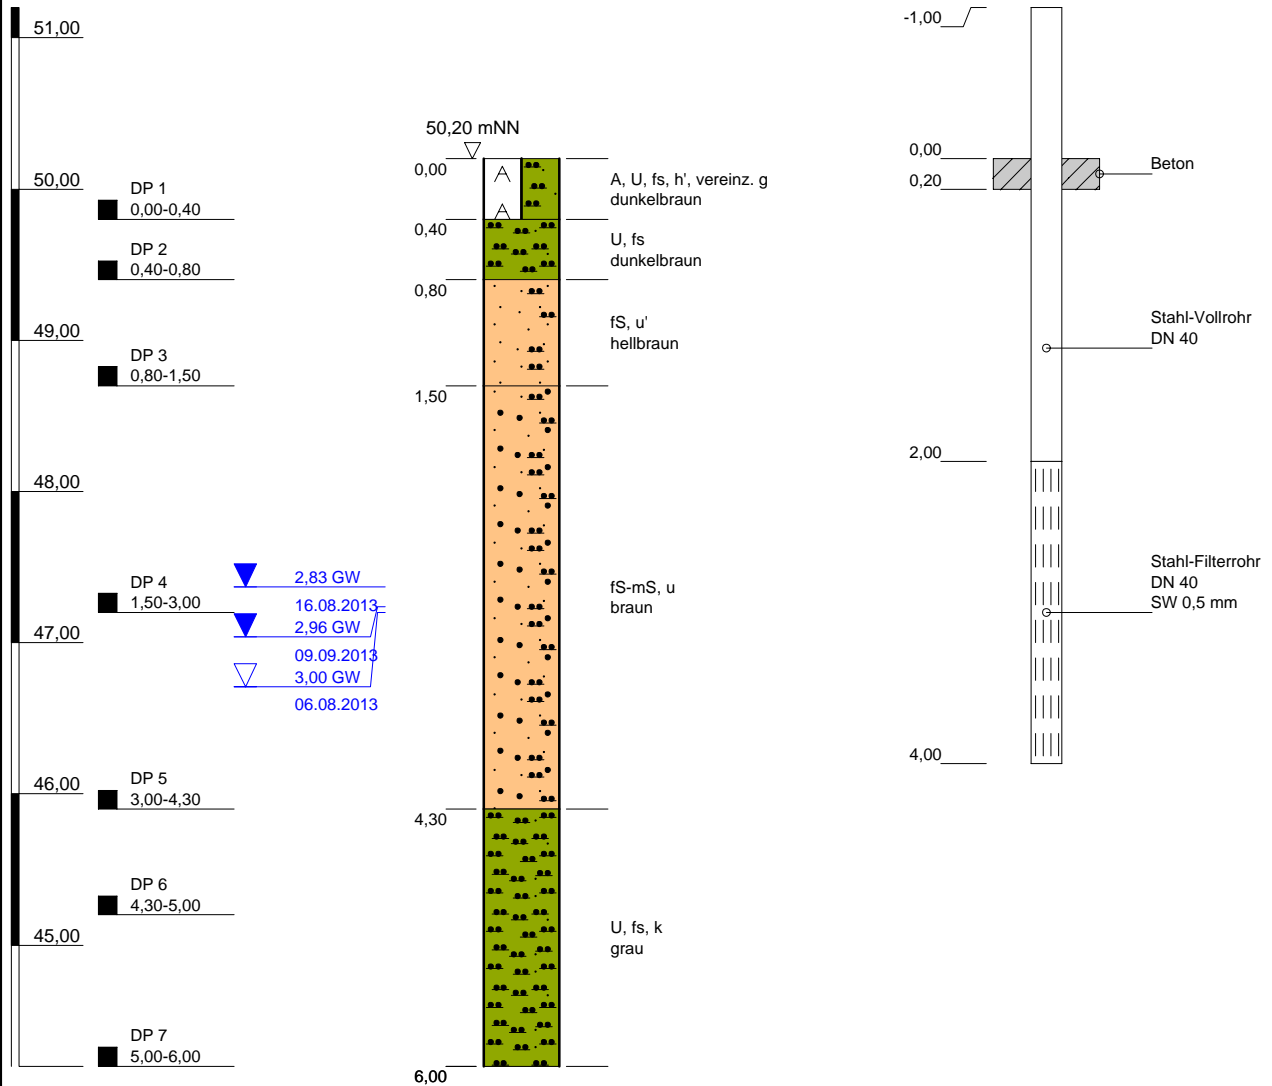 51,00
50,00
49,00
48,00
47,00
46,00
45,00
DP 1
0,00-0,40
DP 2
0,40-0,80
DP 3
0,80-1,50
DP 4
1,50-3,00
DP 5
3,00-4,30
DP 6
4,30-5,00
DP 7
5,00-6,00
2,83 GW
16.08.2013
2,96 GW
09.09.2013
3,00 GW
06.08.2013
50,20 mNN
0,00
0,40
0,80
1,50
4,30
6,00
A
A
A, U, fs, h', vereinz. g
dunkelbraun
U, fs
dunkelbraun
fS, u'
hellbraun
fS-mS, u
braun
U, fs, k
grau
-1,00
0,00
0,20
2,00
4,00
Beton
Stahl-Vollrohr
DN 40
Stahl-Filterrohr
DN 40
SW 0,5 mm